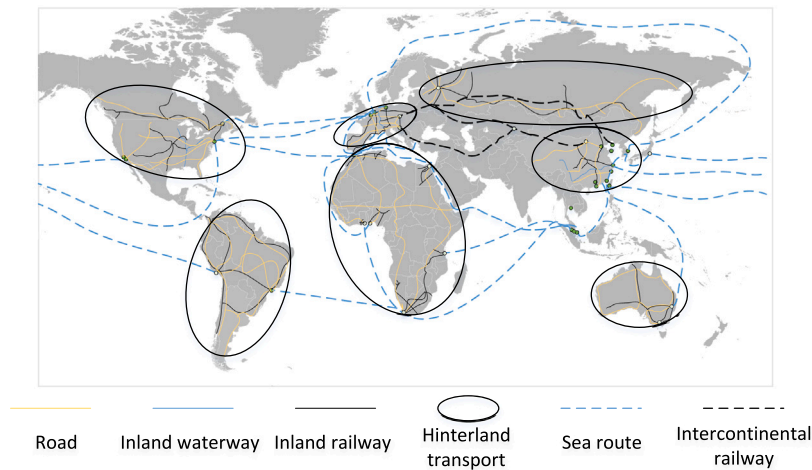 Road
Inland waterway
Inland railway
Hinterland
transport
Sea route
Intercontinental
railway